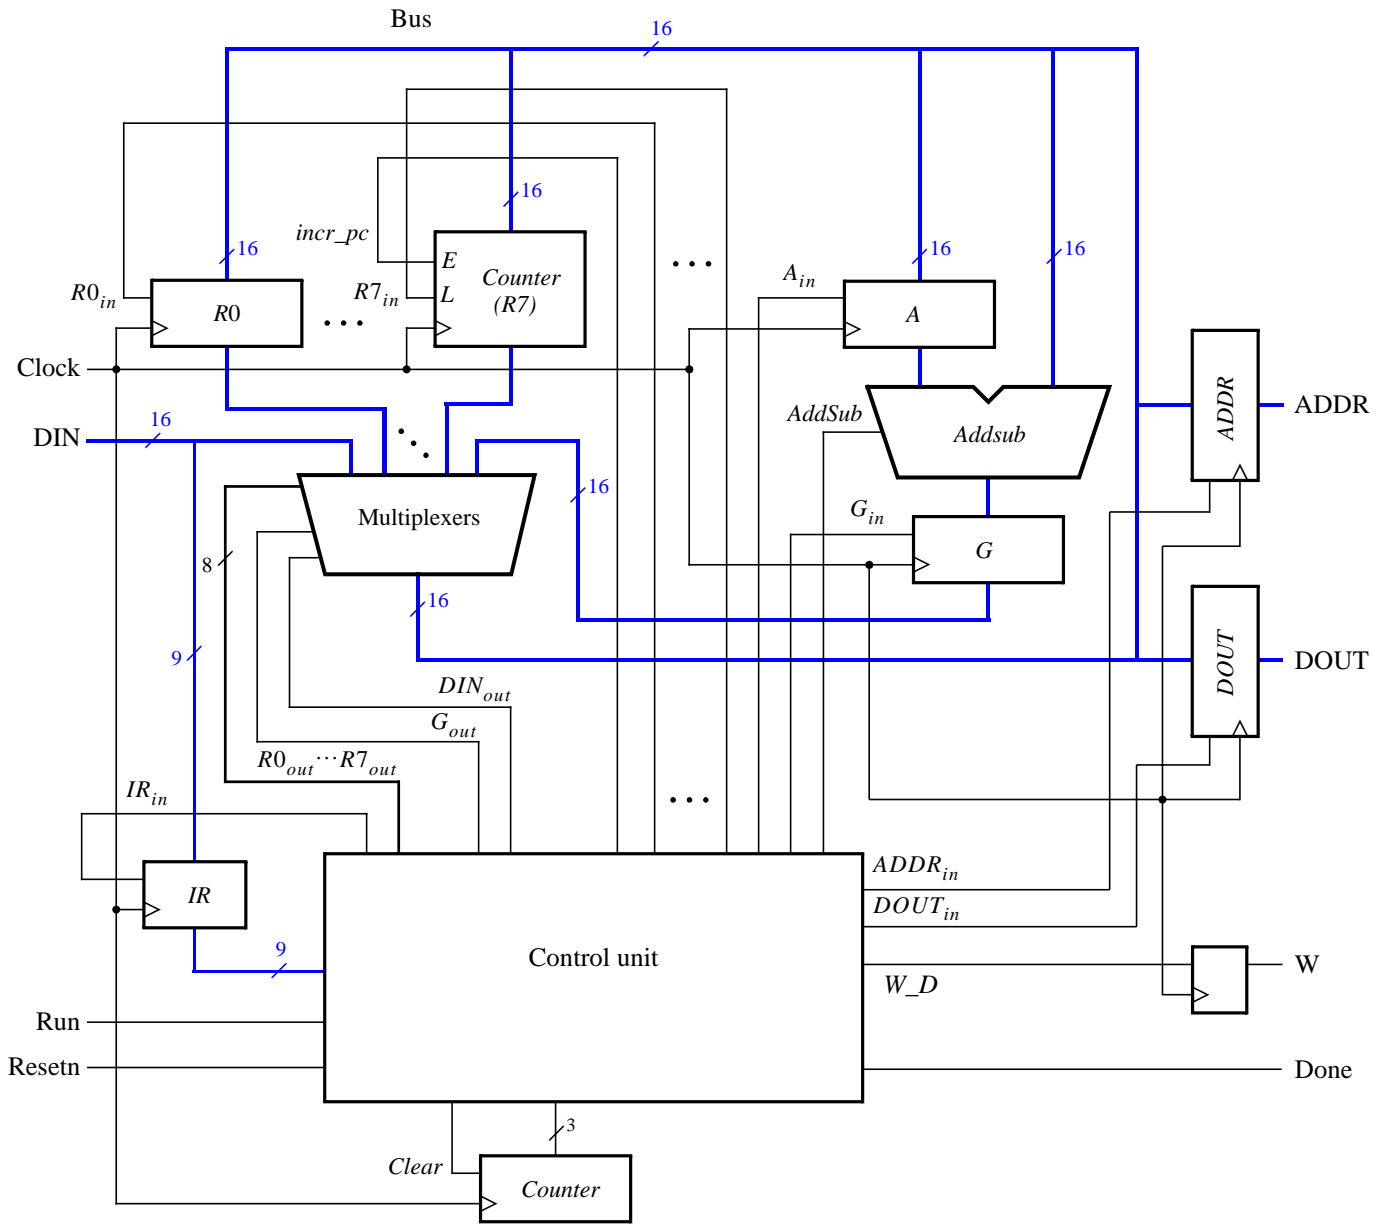 Bus
16
16
incr_pc
E
L
Counter
(R7)
16
R0in
R0
R7in
Ain
A
16
16
Clock
DIN
16
AddSub
Addsub
ADDR
ADDR
Multiplexers
16
8
Gin
G
16
9
DOUT
DOUT
DINout
Gout
R0out···R7out
IRin
IR
9
ADDRin
DOUTin
Control unit
W_D
W
Run
Resetn
Done
3
Clear
Counter